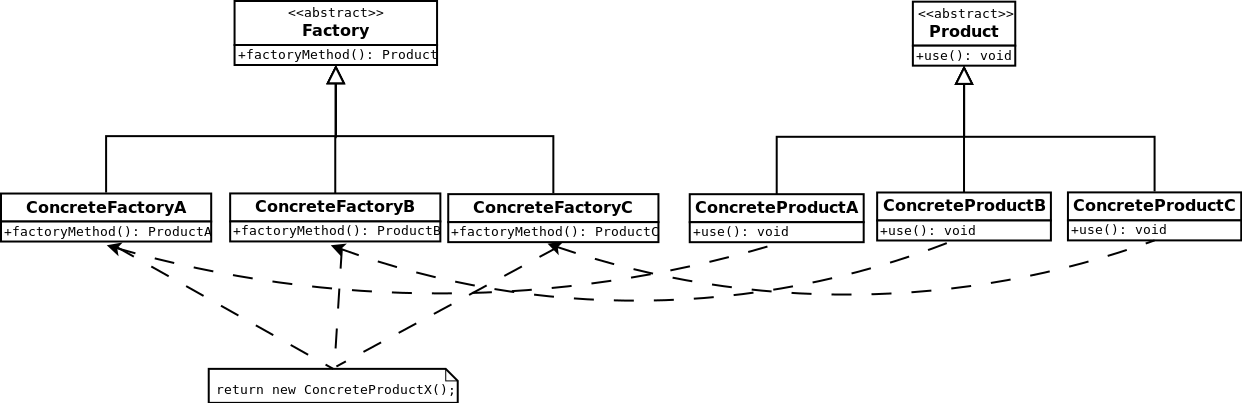 <<abstract>>
Factory
+factoryMethod(): Product
<<abstract>>
Product
+use(): void
ConcreteFactoryA
+factoryMethod(): ProductA
ConcreteFactoryB
+factoryMethod(): ProductB
ConcreteFactoryC
+factoryMethod(): ProductC
ConcreteProductA
+use(): void
ConcreteProductB
+use(): void
ConcreteProductC
+use(): void
return new ConcreteProductX();